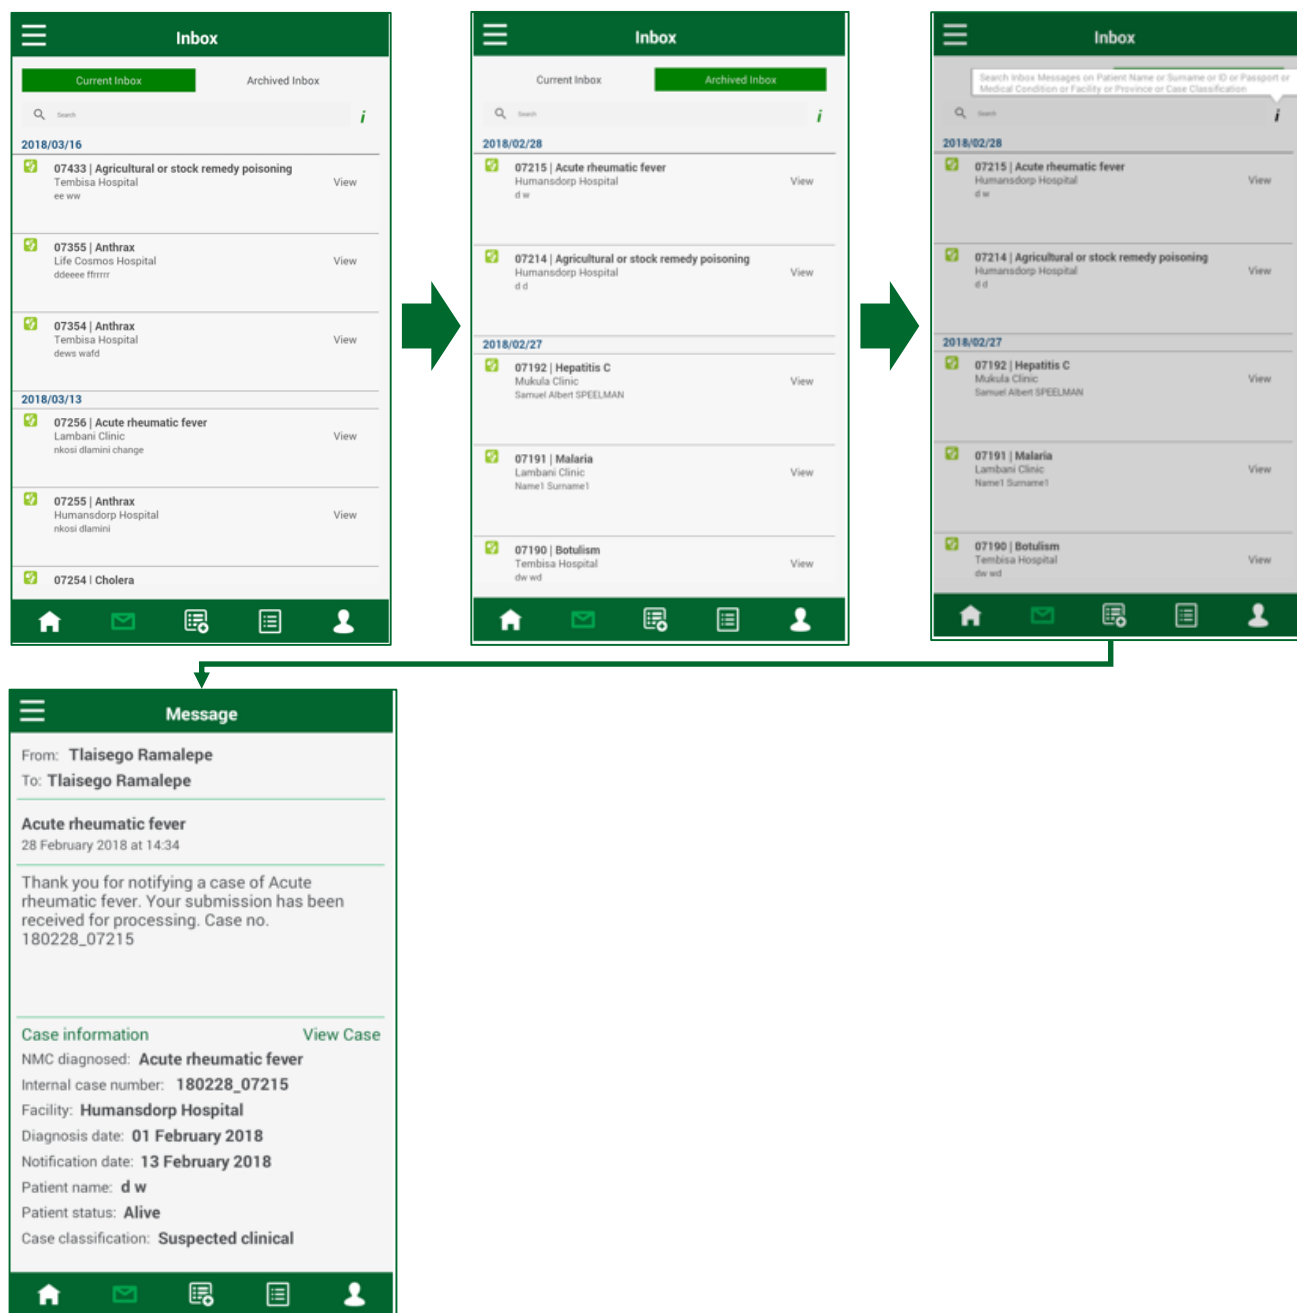 Inbox
Current Inbox Archived Inbox
Search i
2018/03/16
07433 | Agricultural or stock remedy poisoning
Tembisa Hospital View
ee ww
07355 | Anthrax
Life Cosmos Hospital View
ddeeee ffrrrrr
07354 | Anthrax
Tembisa Hospital View
dews wafd
2018/03/13
07256 | Acute rheumatic fever
Lambani Clinic View
nkosi dlamini change
07255 | Anthrax
Humansdorp Hospital View
nkosi dlamini
07254 | Cholera
Inbox
Current Inbox Archived Inbox
Search i
2018/02/28
07215 | Acute rheumatic fever
Humansdorp Hospital View
d w
07214 | Agricultural or stock remedy poisoning
Humansdorp Hospital View
d d
2018/02/27
07192 | Hepatitis C
Mukula Clinic View
Samuel Albert SPEELMAN
07191 | Malaria
Lambani Clinic View
Name1 Surname1
07190 | Botulism
Tembisa Hospital View
dw wd
Inbox
Search Inbox Messages on Patient Name or Surname or ID or Passport or
Medical Condition or Facility or Province or Case Classification
Search i
2018/02/28
07215 | Acute rheumatic fever
Humansdorp Hospital View
d w
07214 | Agricultural or stock remedy poisoning
Humansdorp Hospital View
d d
2018/02/27
07192 | Hepatitis C
Mukula Clinic View
Samuel Albert SPEELMAN
07191 | Malaria
Lambani Clinic View
Name1 Surname1
07190 | Botulism
Tembisa Hospital View
dw wd
Message
From: Tlaisego Ramalepe
To: Tlaisego Ramalepe
Acute rheumatic fever
28 February 2018 at 14:34
Thank you for notifying a case of Acute
rheumatic fever. Your submission has been
received for processing. Case no.
180228_07215
Case information View Case
NMC diagnosed: Acute rheumatic fever
Internal case number: 180228_07215
Facility: Humansdorp Hospital
Diagnosis date: 01 February 2018
Notification date: 13 February 2018
Patient name: d w
Patient status: Alive
Case classification: Suspected clinical